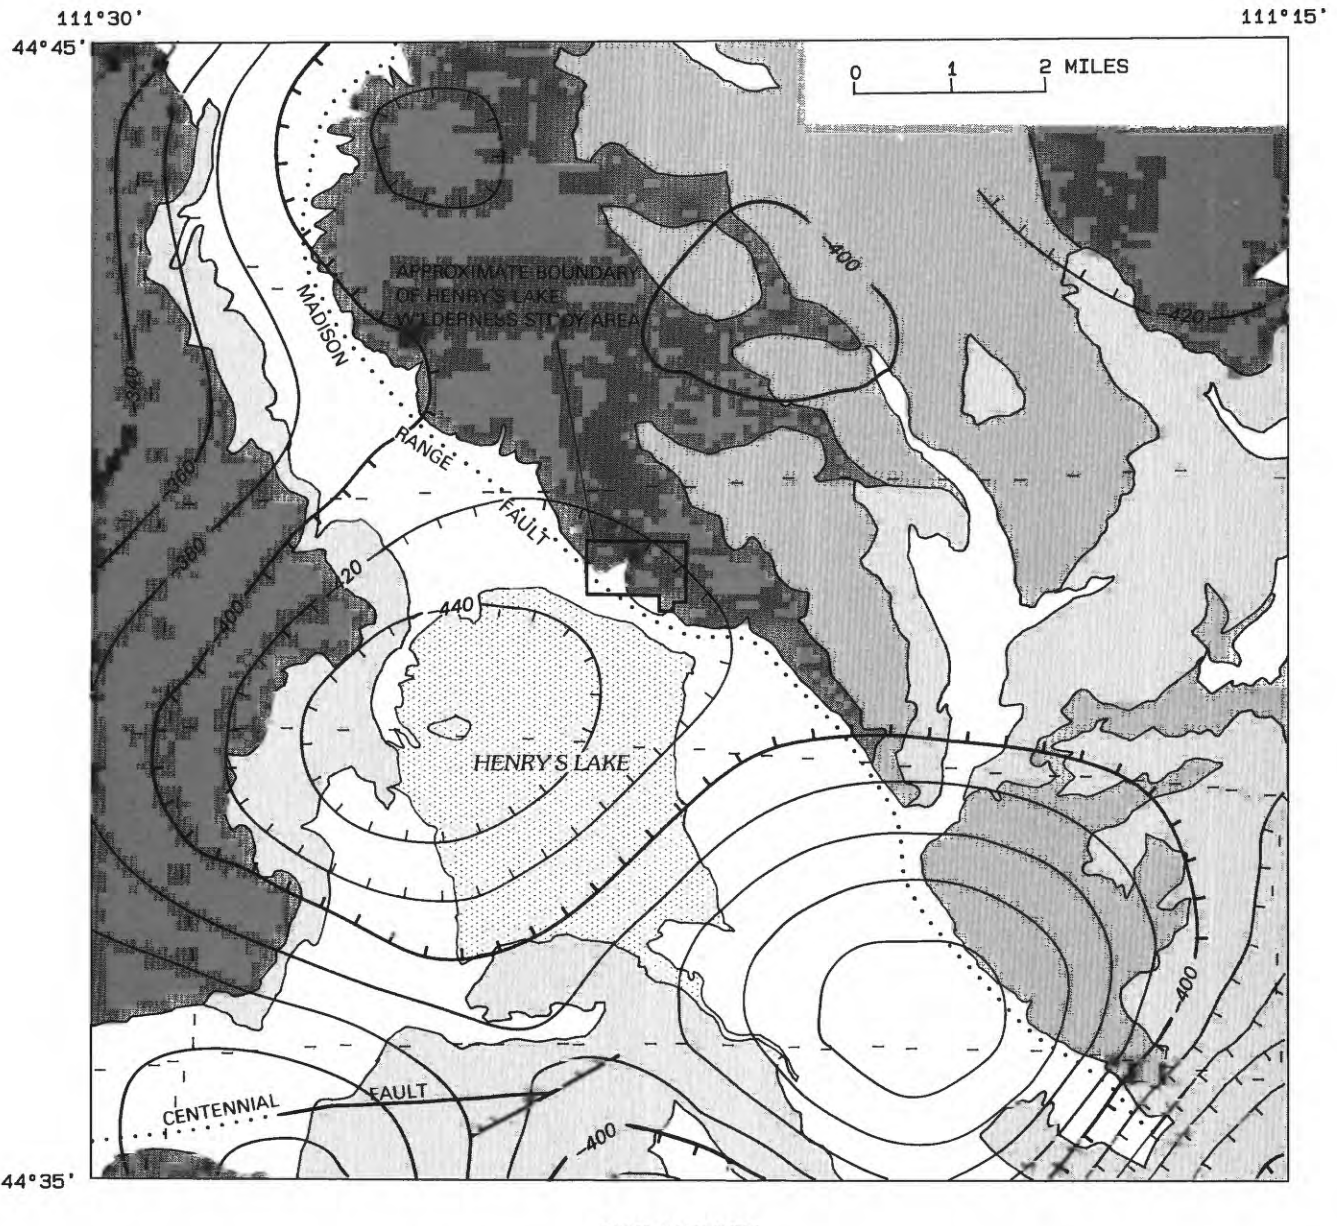 111°30'
111°15'
44°45'
0 1 2 MILES
-400
APPROXIMATE BOUNDARY
OF HENRY'S LAKE
WILDERNESS STUDY AREA
MADISON
-420
-340
RANGE
-360
FAULT
-380
-420
-400
-440
HENRY'S LAKE
-400
CENTENNIAL
FAULT
-400
44°35'